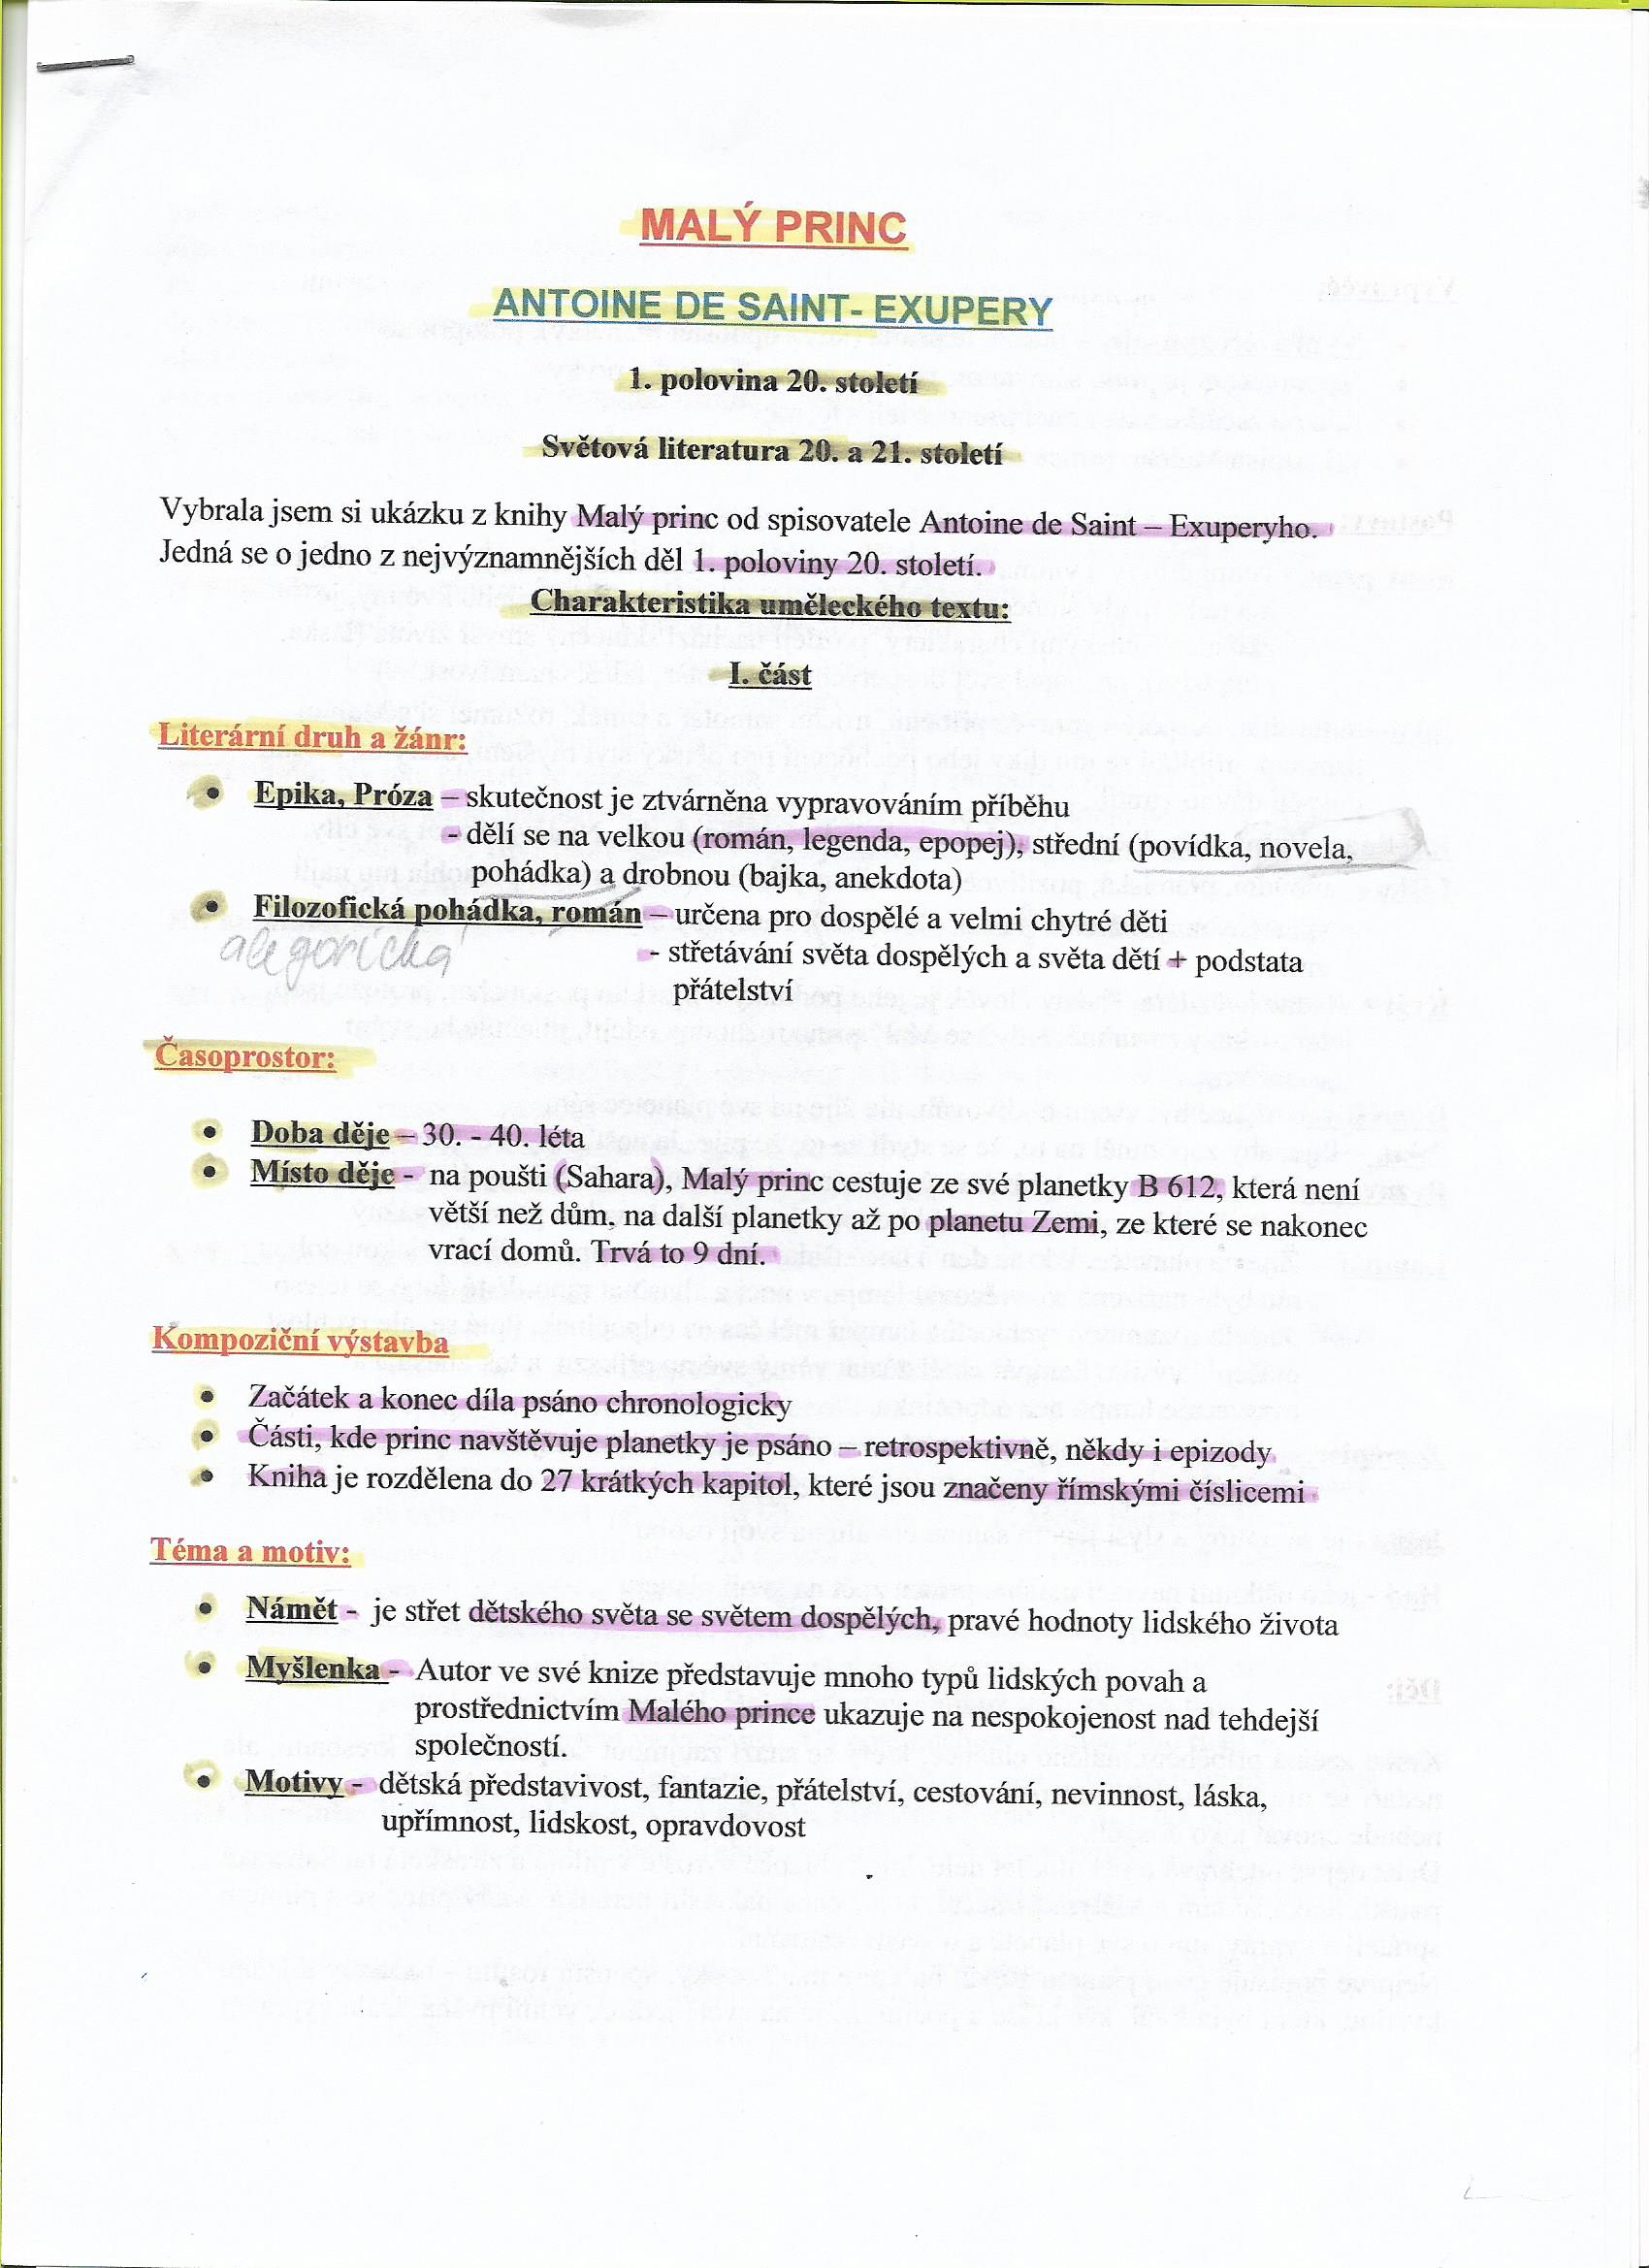 MALÝ PRINC
ANTOINE DE SAINT- EXUPERY
1. polovina 20. století
Světová literatura 20. a 21. století
Vybrala jsem si ukázku z knihy Malý princ od spisovatele Antoine de Saint – Exuperyho.
Jedná se o jedno z nejvýznamnějších děl 1. poloviny 20. století.
Charakteristika uměleckého textu:
I. část
Literární druh a žánr:
• Epika, Próza – skutečnost je ztvárněna vypravováním příběhu
- dělí se na velkou (román, legenda, epopej), střední (povídka, novela,
pohádka) a drobnou (bajka, anekdota)
• Filozofická pohádka, román – určena pro dospělé a velmi chytré děti
alegorická
- střetávání světa dospělých a světa dětí + podstata
přátelství
Časoprostor:
• Doba děje – 30. - 40. léta
• Místo děje - na poušti (Sahara), Malý princ cestuje ze své planetky B 612, která není
větší než dům, na další planetky až po planetu Zemi, ze které se nakonec
vrací domů. Trvá to 9 dní.
Kompoziční výstavba
• Začátek a konec díla psáno chronologicky
• Části, kde princ navštěvuje planetky je psáno – retrospektivně, někdy i epizody
• Kniha je rozdělena do 27 krátkých kapitol, které jsou značeny římskými číslicemi
Téma a motiv:
• Námět - je střet dětského světa se světem dospělých, pravé hodnoty lidského života
• Myšlenka - Autor ve své knize představuje mnoho typů lidských povah a
prostřednictvím Malého prince ukazuje na nespokojenost nad tehdejší
společností.
• Motivy - dětská představivost, fantazie, přátelství, cestování, nevinnost, láska,
upřímnost, lidskost, opravdovost